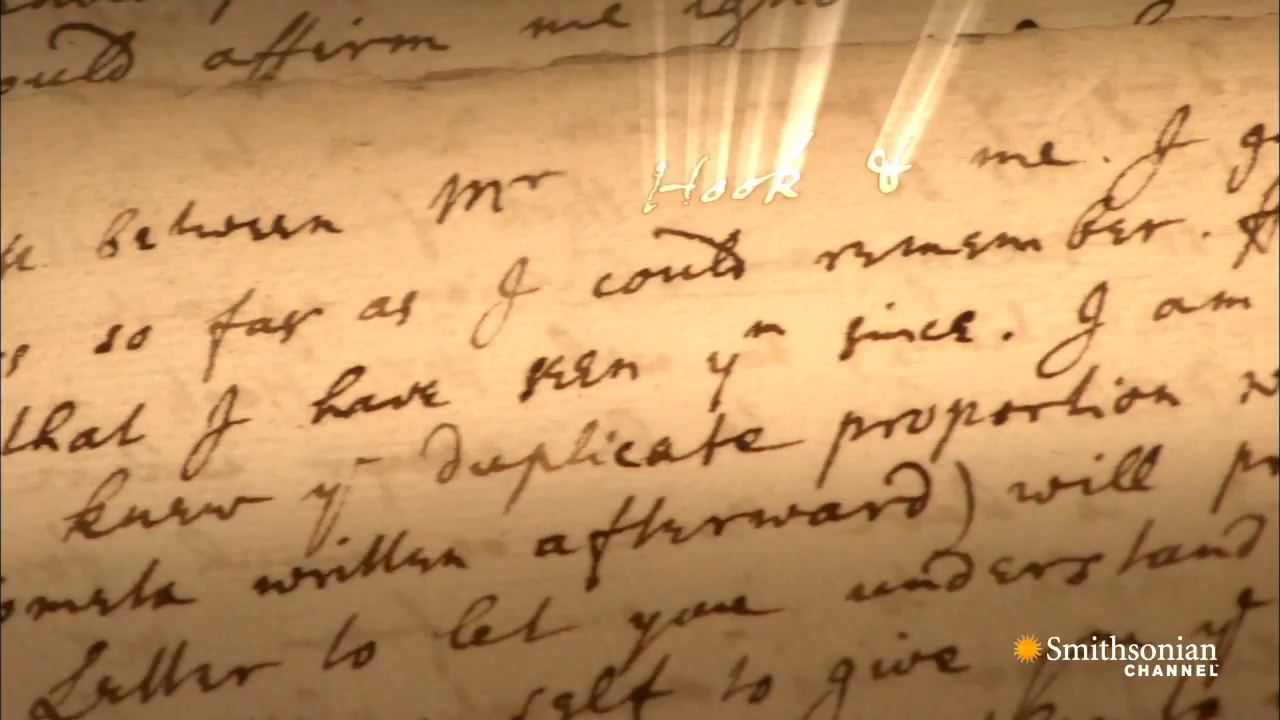 ould affirm me
between Mr Hook & me. I
so far as I could remember.
that I have seen ym since. I am
knew ye duplicate proportion
written afterward) will
Letter to let you understand
self to give
Smithsonian
CHANNEL